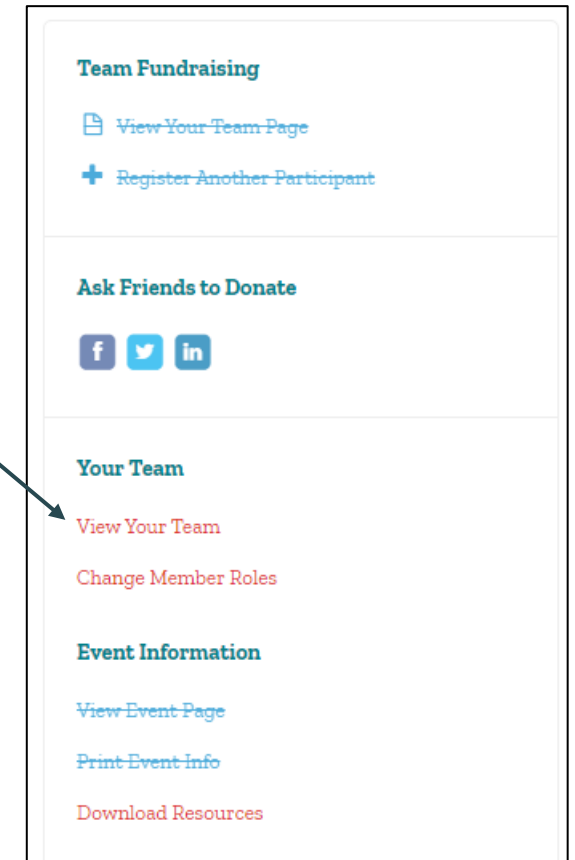 Team Fundraising
View Your Team Page
Register Another Participant
Ask Friends to Donate
f in
Your Team
View Your Team
Change Member Roles
Event Information
View Event Page
Print Event Info
Download Resources